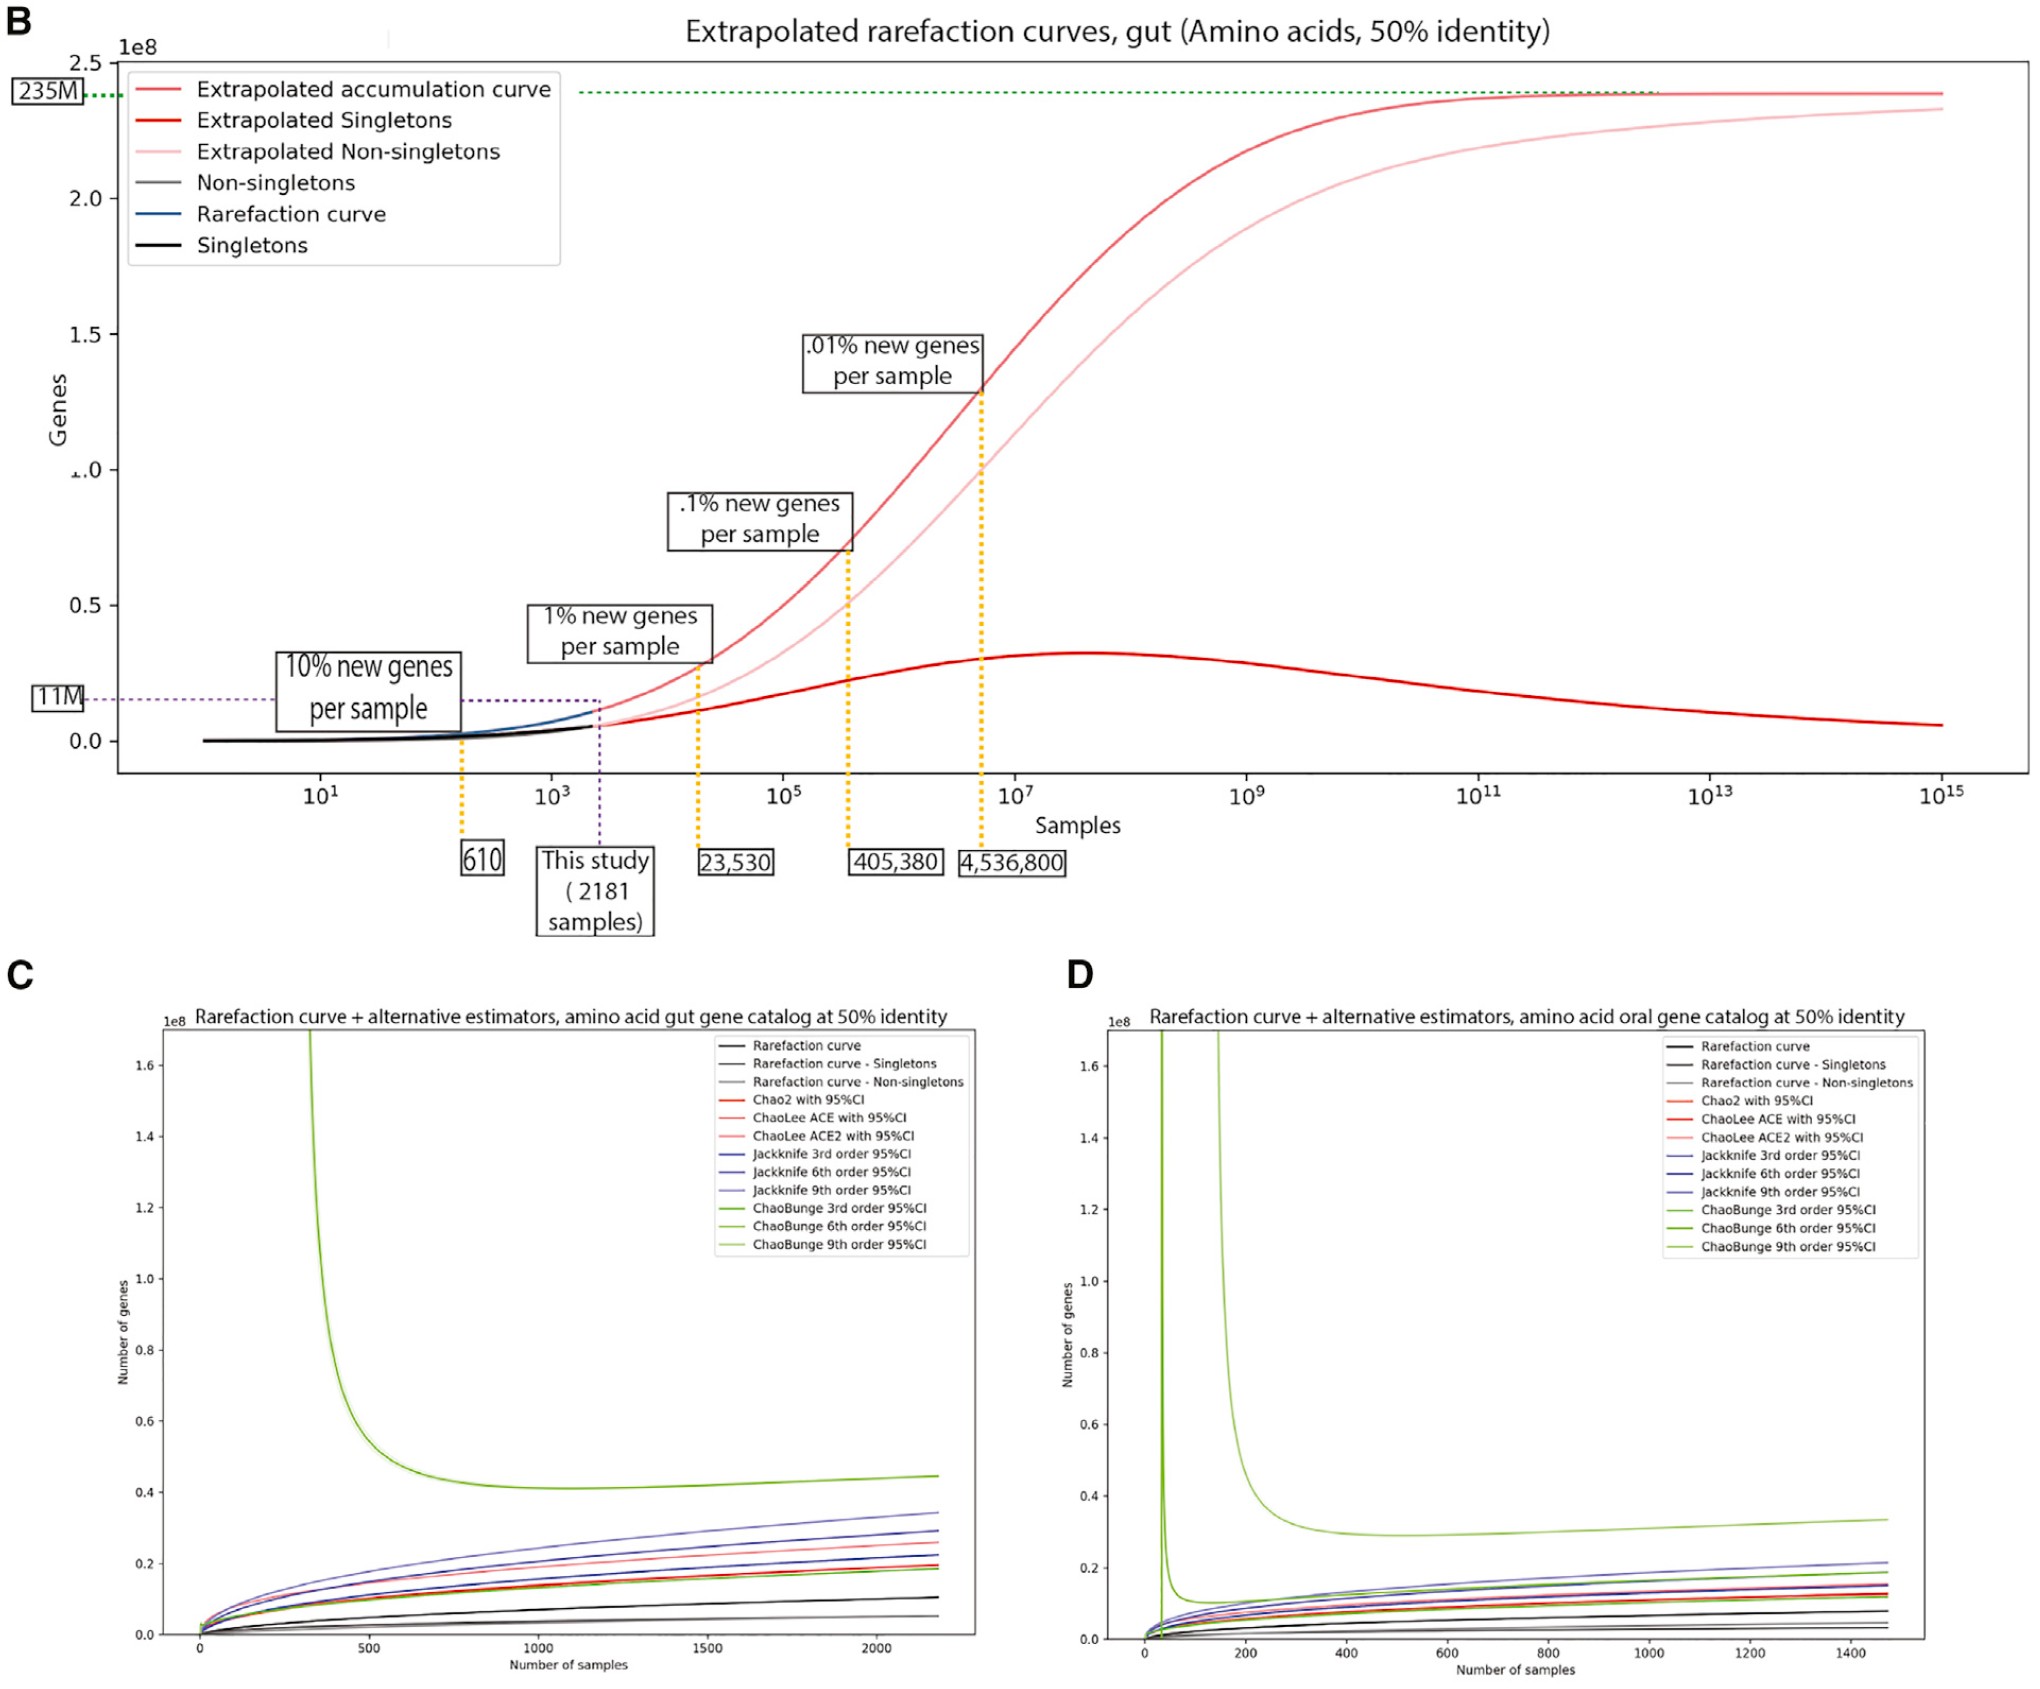 B
Extrapolated rarefaction curves, gut (Amino acids, 50% identity)
1e8
2.5
235M
2.0
1.5
1.0
0.5
11M
0.0
Genes
Extrapolated accumulation curve
Extrapolated Singletons
Extrapolated Non-singletons
Non-singletons
Rarefaction curve
Singletons
.01% new genes
per sample
.1% new genes
per sample
1% new genes
per sample
10% new genes
per sample
10¹ 10³ 10⁵ 10⁷ 10⁹ 10¹¹ 10¹³ 10¹⁵
Samples
610
This study
( 2181
samples)
23,530
405,380
4,536,800
C
Rarefaction curve + alternative estimators, amino acid gut gene catalog at 50% identity
1e8
1.6
1.4
1.2
1.0
0.8
0.6
0.4
0.2
0.0
Number of genes
Rarefaction curve
Rarefaction curve - Singletons
Rarefaction curve - Non-singletons
Chao2 with 95%CI
ChaoLee ACE with 95%CI
ChaoLee ACE2 with 95%CI
Jackknife 3rd order 95%CI
Jackknife 6th order 95%CI
Jackknife 9th order 95%CI
ChaoBunge 3rd order 95%CI
ChaoBunge 6th order 95%CI
ChaoBunge 9th order 95%CI
0 500 1000 1500 2000
Number of samples
D
Rarefaction curve + alternative estimators, amino acid oral gene catalog at 50% identity
1e8
1.6
1.4
1.2
1.0
0.8
0.6
0.4
0.2
0.0
Number of genes
Rarefaction curve
Rarefaction curve - Singletons
Rarefaction curve - Non-singletons
Chao2 with 95%CI
ChaoLee ACE with 95%CI
ChaoLee ACE2 with 95%CI
Jackknife 3rd order 95%CI
Jackknife 6th order 95%CI
Jackknife 9th order 95%CI
ChaoBunge 3rd order 95%CI
ChaoBunge 6th order 95%CI
ChaoBunge 9th order 95%CI
0 200 400 600 800 1000 1200 1400
Number of samples